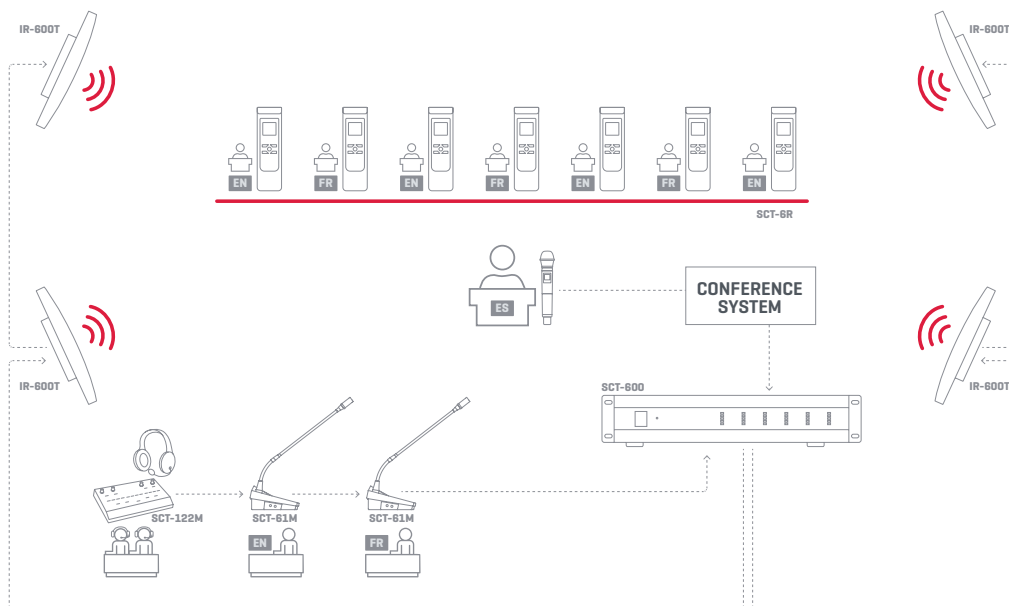 IR-600T
IR-600T
EN
FR
EN
FR
EN
FR
EN
SCT-6R
ES
CONFERENCE
SYSTEM
IR-600T
SCT-600
IR-600T
SCT-122M
SCT-61M
SCT-61M
EN
FR